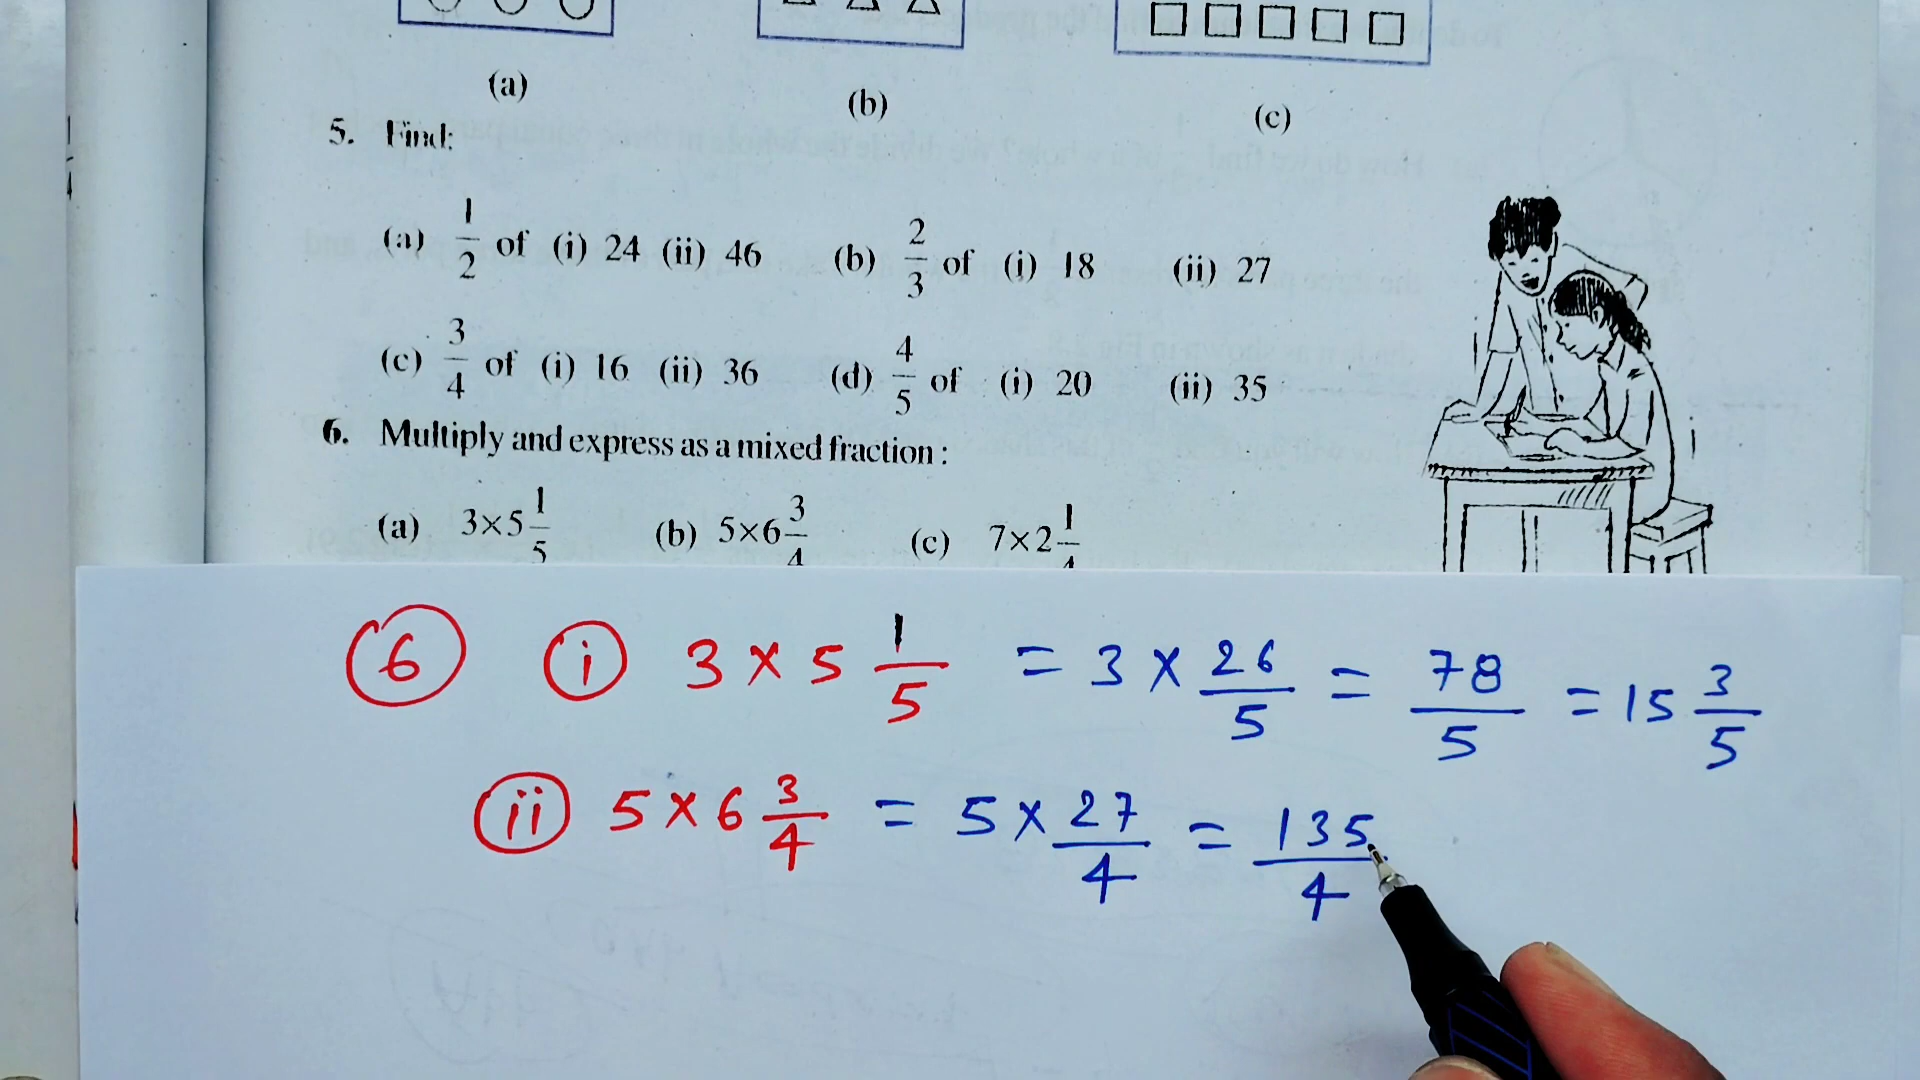 (a) (b) (c)
5. Find:
(a) 1/2 of (i) 24 (ii) 46 (b) 2/3 of (i) 18 (ii) 27
(c) 3/4 of (i) 16 (ii) 36 (d) 4/5 of (i) 20 (ii) 35
6. Multiply and express as a mixed fraction :
(a) 3×5 1/5 (b) 5×6 3/4 (c) 7×2 1/4
6 i 3 × 5 1/5 = 3 × 26/5 = 78/5 = 15 3/5
ii 5 × 6 3/4 = 5 × 27/4 = 135/4